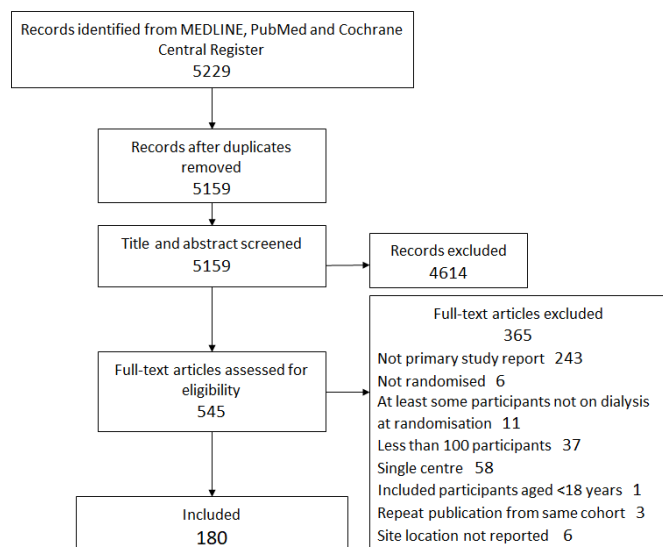 Records identified from MEDLINE, PubMed and Cochrane
Central Register
5229
Records after duplicates
removed
5159
Title and abstract screened
5159
Records excluded
4614
Full-text articles assessed for
eligibility
545
Full-text articles excluded
365
Not primary study report 243
Not randomised 6
At least some participants not on dialysis
at randomisation 11
Less than 100 participants 37
Single centre 58
Included participants aged <18 years 1
Repeat publication from same cohort 3
Site location not reported 6
Included
180